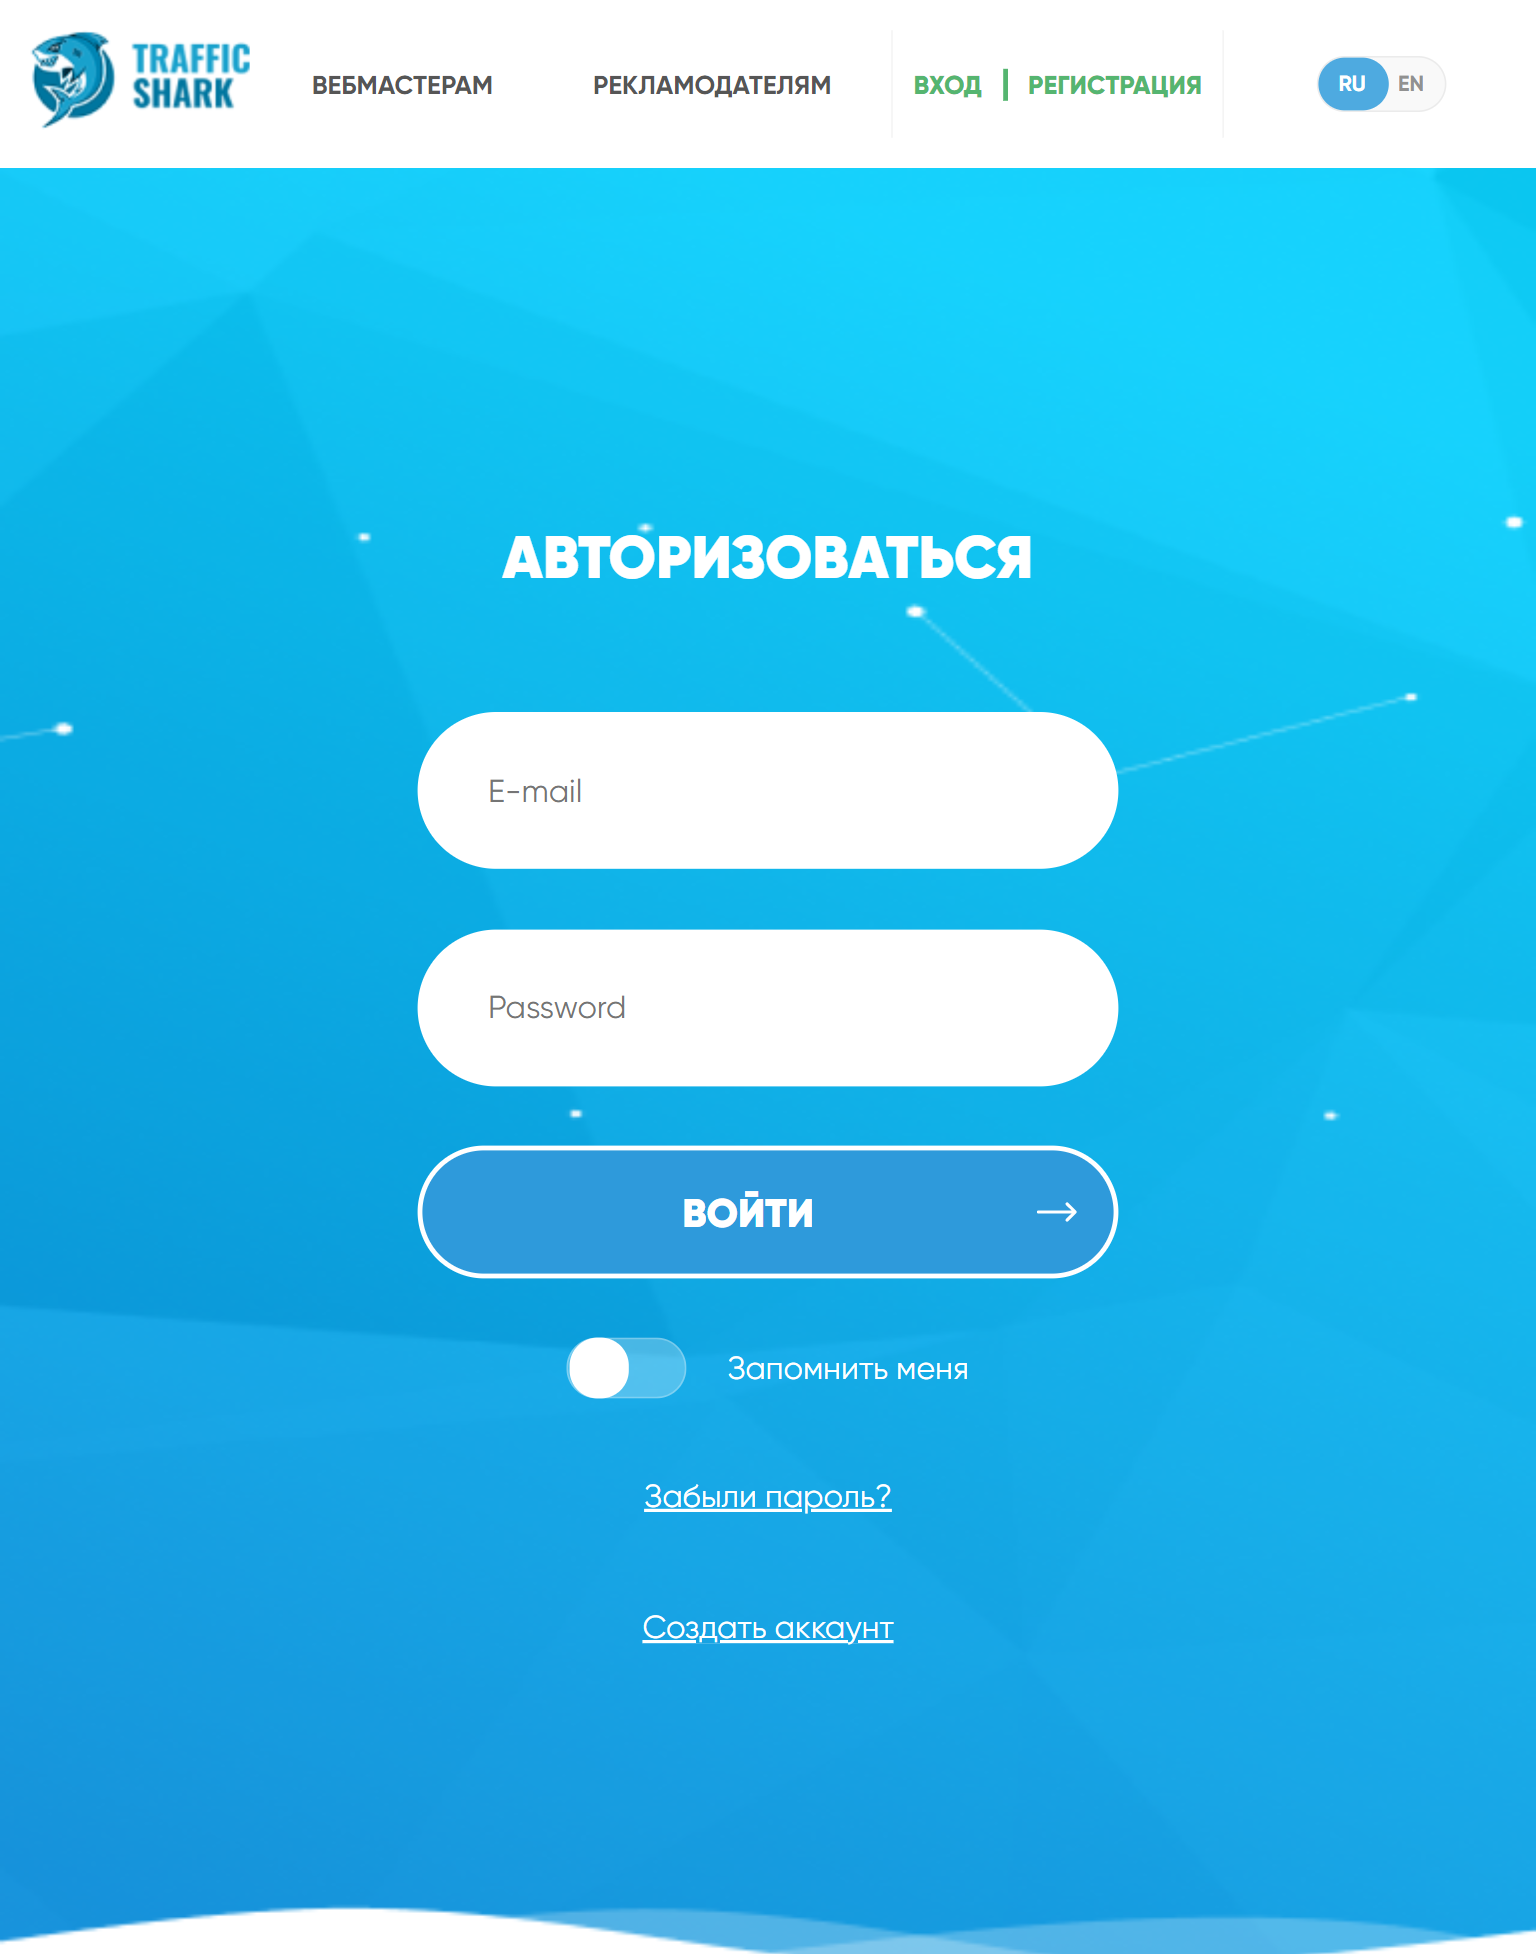 TRAFFIC
SHARK
ВЕБМАСТЕРАМ
РЕКЛАМОДАТЕЛЯМ
ВХОД | РЕГИСТРАЦИЯ
RU EN
АВТОРИЗОВАТЬСЯ
E-mail
Password
ВОЙТИ
Запомнить меня
Забыли пароль?
Создать аккаунт